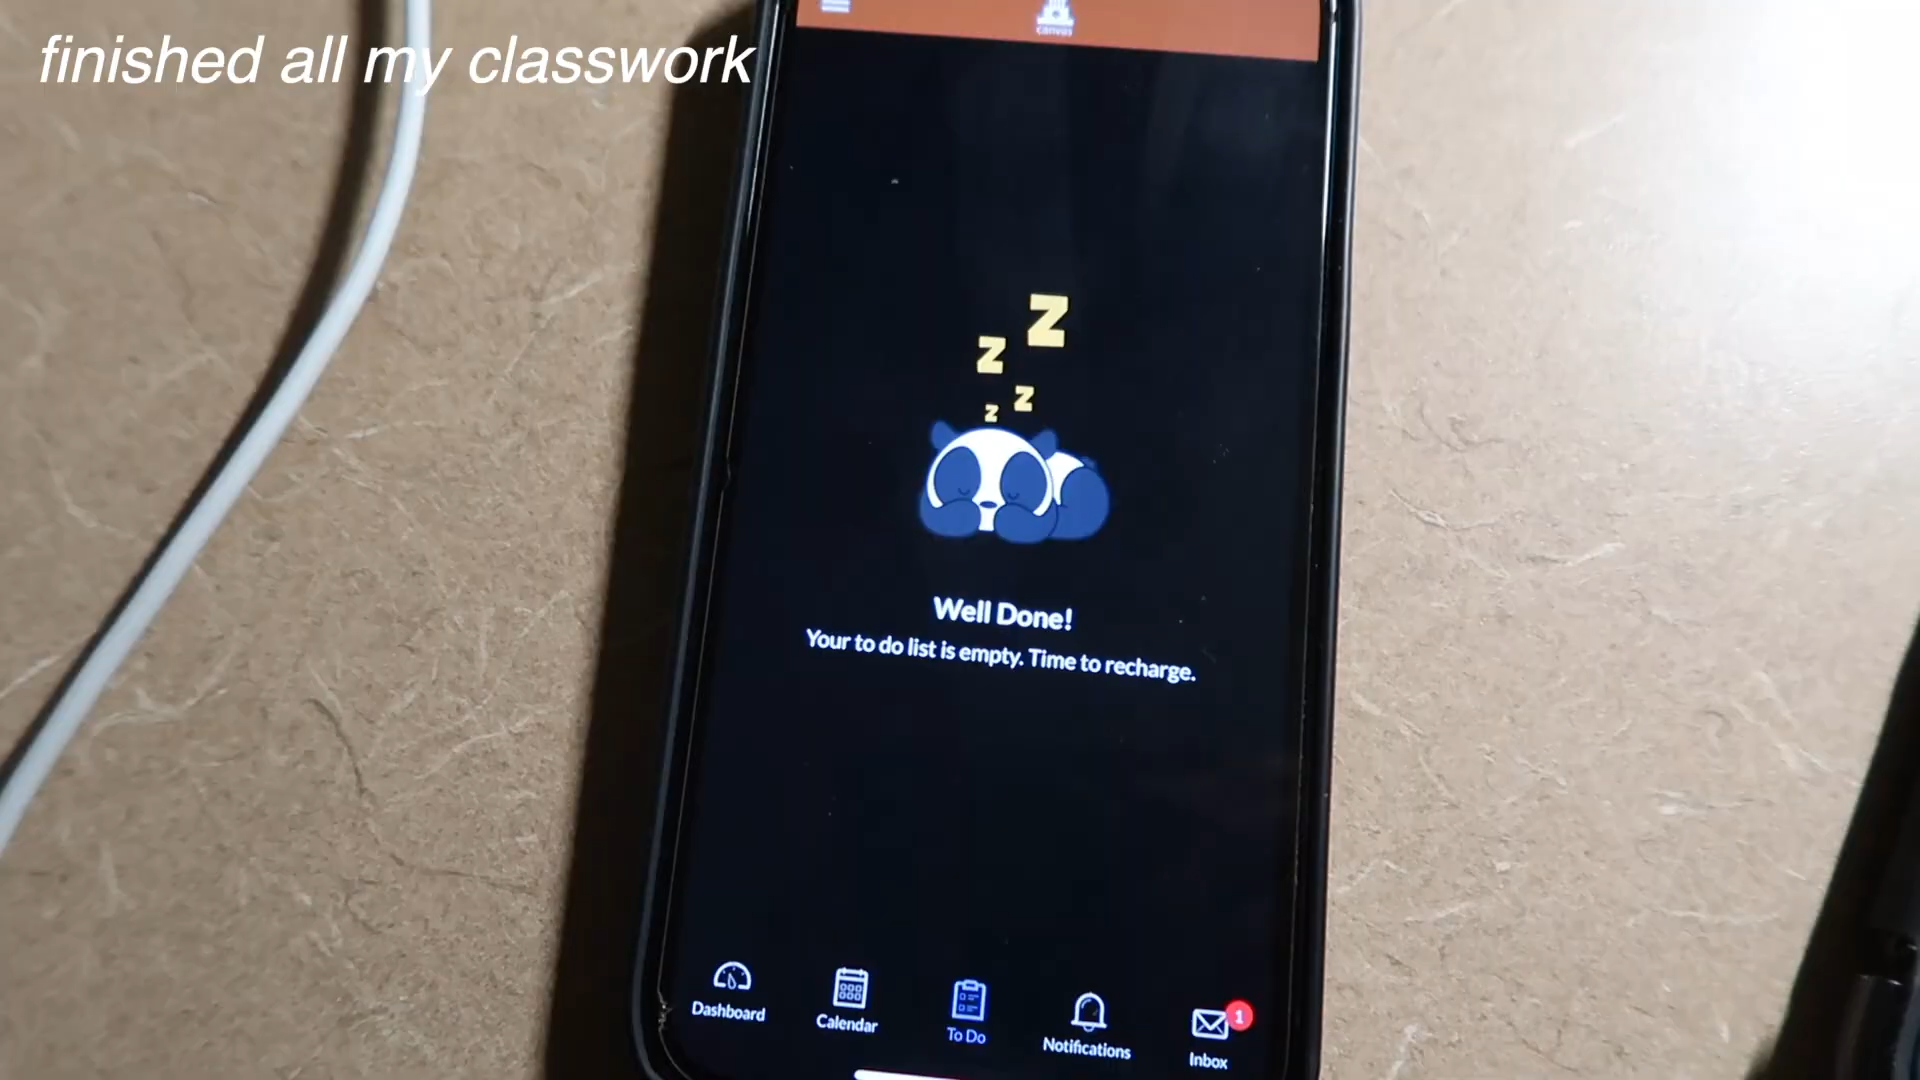 finished all my classwork
canvas
Z
z
z
z
Well Done!
Your to do list is empty. Time to recharge.
Dashboard
Calendar
To Do
Notifications
1
Inbox